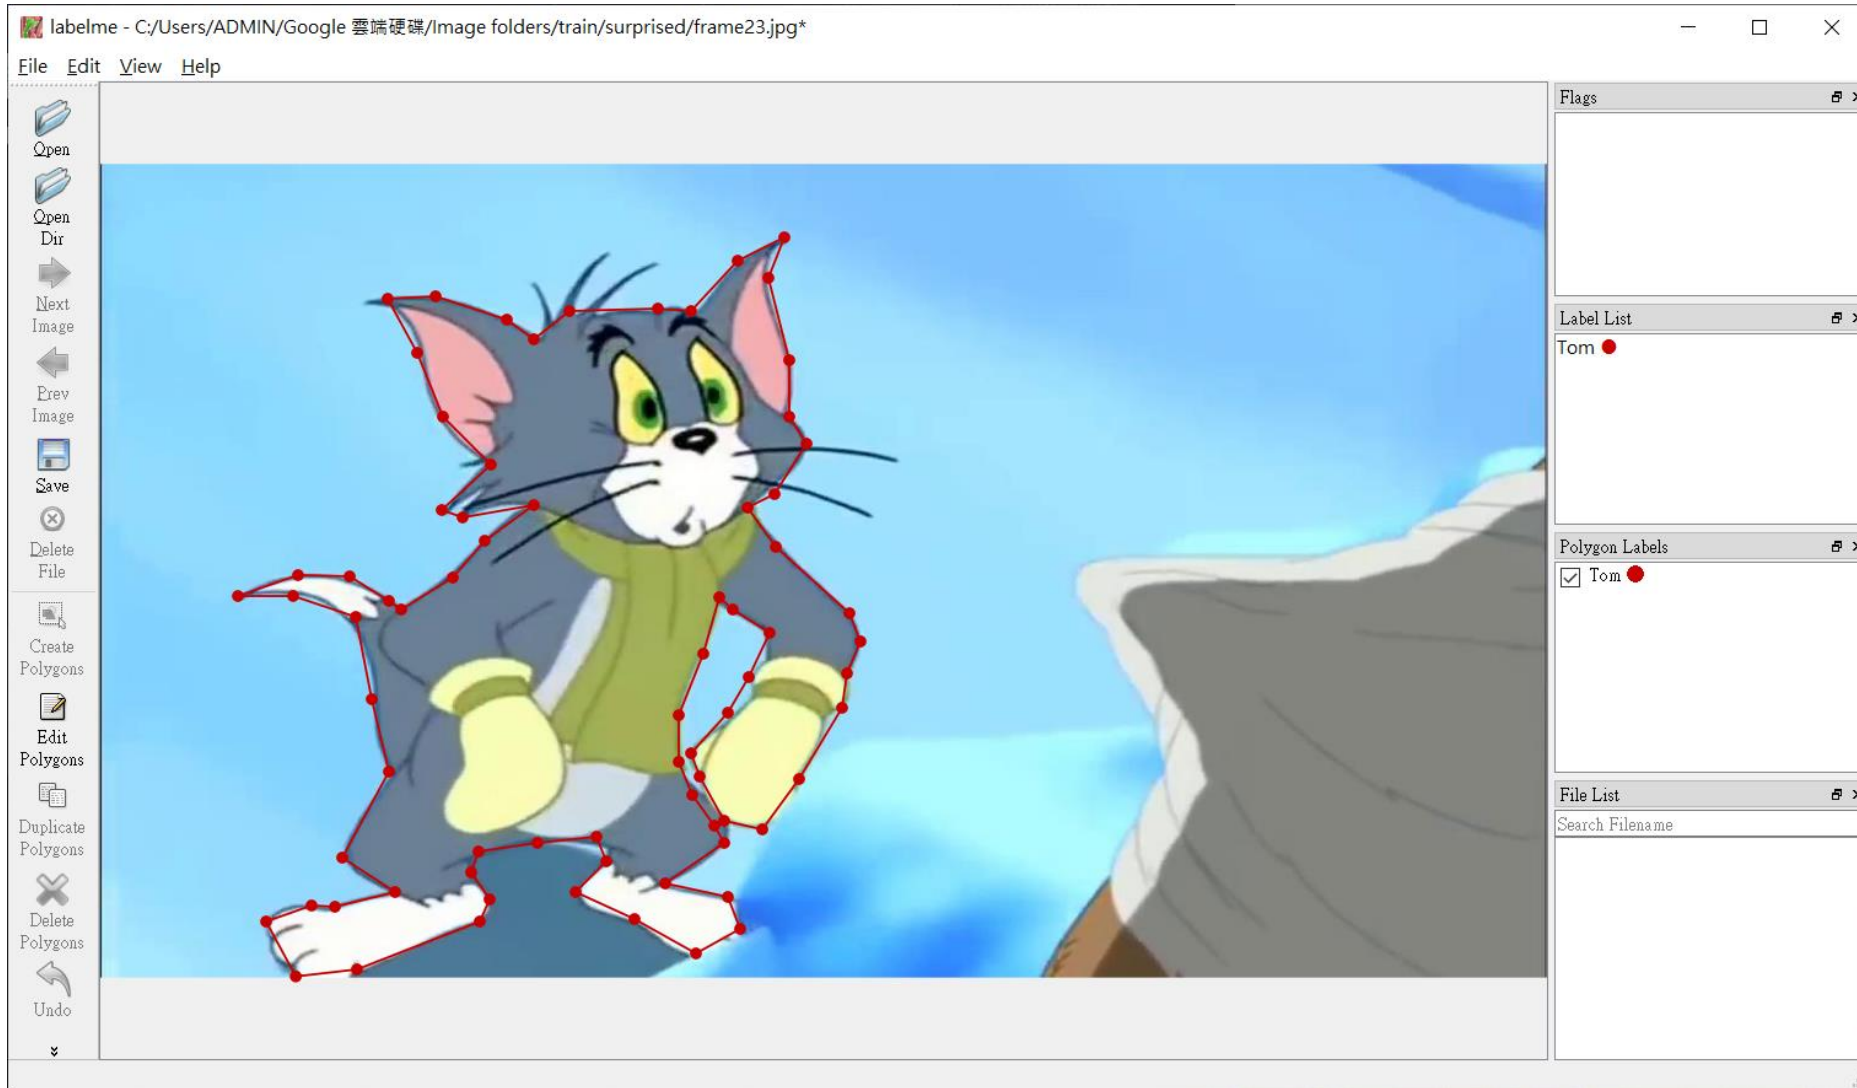 labelme - C:/Users/ADMIN/Google 雲端硬碟/Image folders/train/surprised/frame23.jpg*
File Edit View Help
Open
Open
Dir
Next
Image
Prev
Image
Save
Delete
File
Create
Polygons
Edit
Polygons
Duplicate
Polygons
Delete
Polygons
Undo
Flags
Label List
Tom
Polygon Labels
Tom
File List
Search Filename